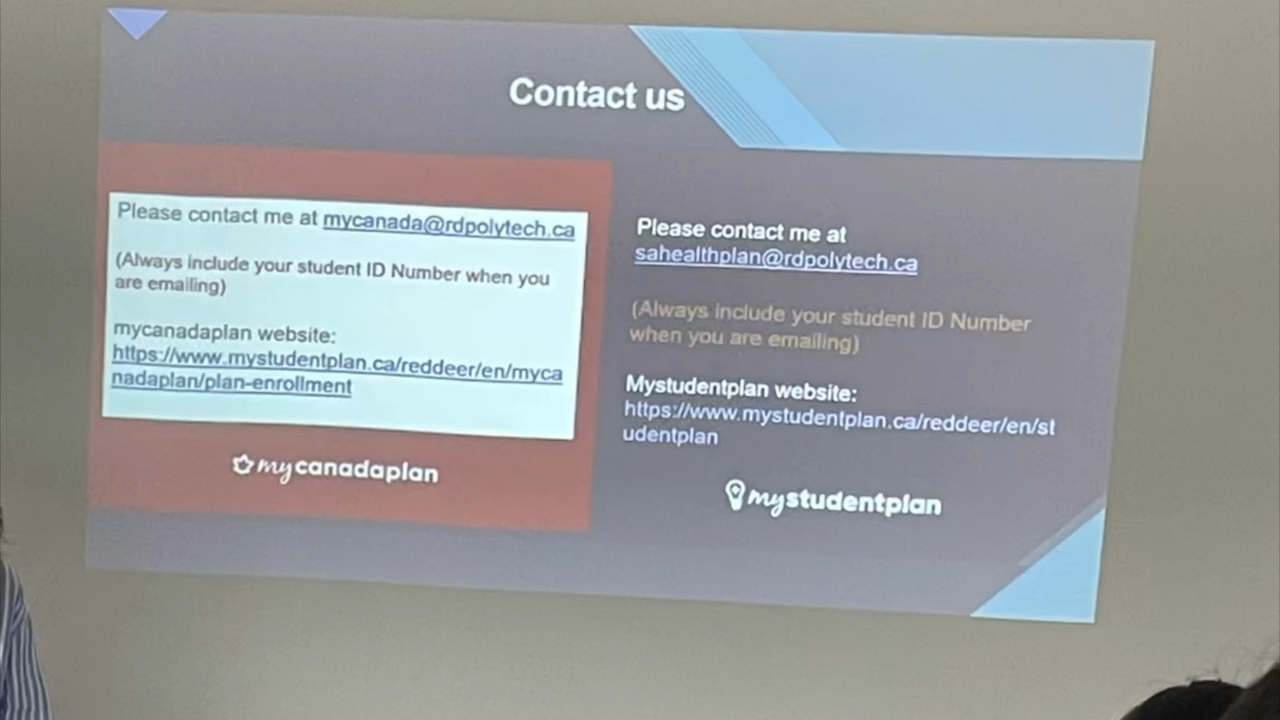 Contact us
Please contact me at mycanada@rdpolytech.ca
(Always include your student ID Number when you
are emailing)
mycanadaplan website:
https://www.mystudentplan.ca/reddeer/en/myca
nadaplan/plan-enrollment
mycanadaplan
Please contact me at
sahealthplan@rdpolytech.ca
(Always include your student ID Number
when you are emailing)
Mystudentplan website:
https://www.mystudentplan.ca/reddeer/en/st
udentplan
mystudentplan